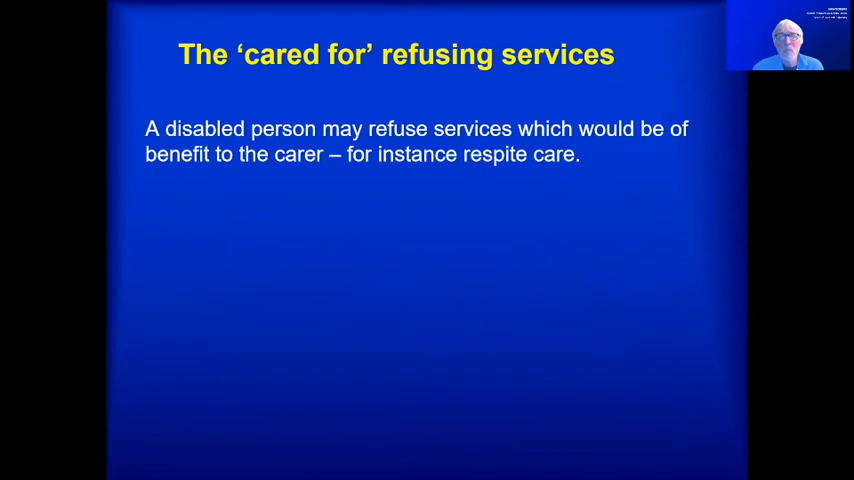 The ‘cared for’ refusing services
A disabled person may refuse services which would be of
benefit to the carer – for instance respite care.